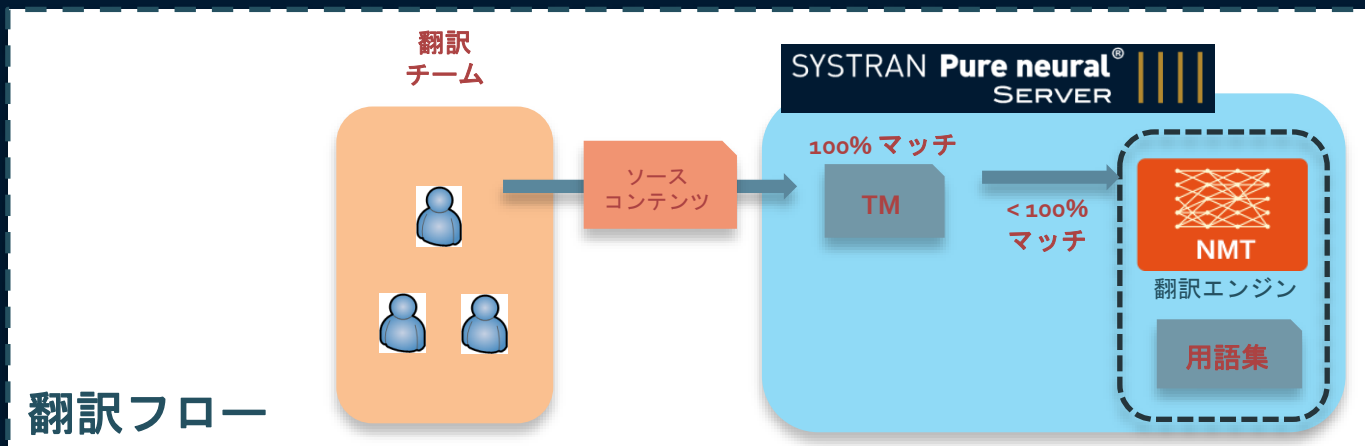 翻訳
チーム
SYSTRAN Pure neural®
SERVER
ソース
コンテンツ
100% マッチ
TM
< 100%
マッチ
NMT
翻訳エンジン
用語集
翻訳フロー